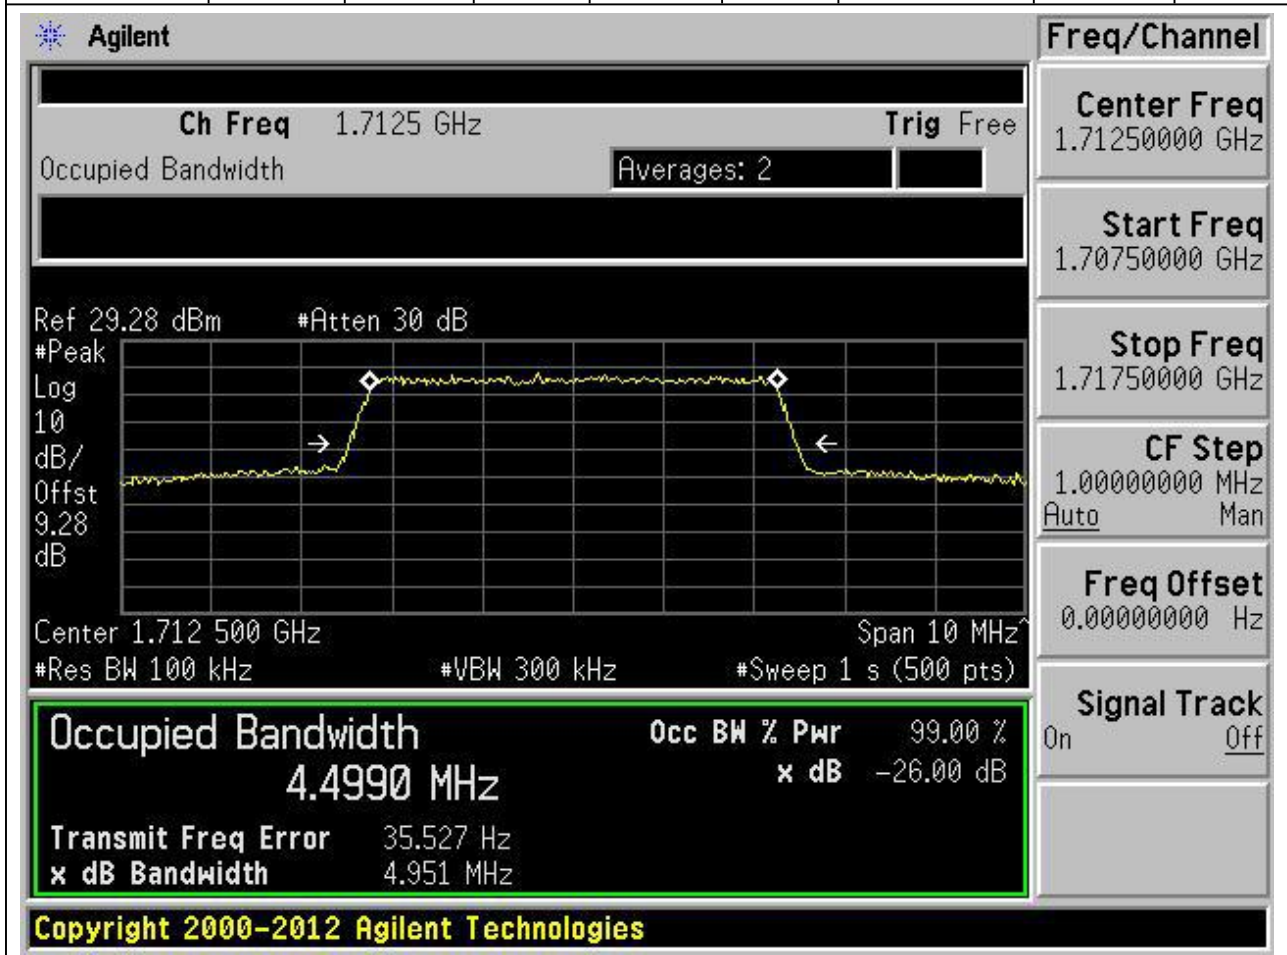 Agilent
Freq/Channel
Ch Freq 1.7125 GHz Trig Free
Occupied Bandwidth Averages: 2
Center Freq
1.71250000 GHz
Start Freq
1.70750000 GHz
Stop Freq
1.71750000 GHz
CF Step
1.00000000 MHz
Auto Man
Freq Offset
0.00000000 Hz
Signal Track
On Off
Ref 29.28 dBm #Atten 30 dB
#Peak
Log
10
dB/
Offst
9.28
dB
Center 1.712 500 GHz Span 10 MHz^
#Res BW 100 kHz #VBW 300 kHz #Sweep 1 s (500 pts)
Occupied Bandwidth
4.4990 MHz
Occ BW % Pwr 99.00 %
x dB -26.00 dB
Transmit Freq Error 35.527 Hz
x dB Bandwidth 4.951 MHz
Copyright 2000-2012 Agilent Technologies